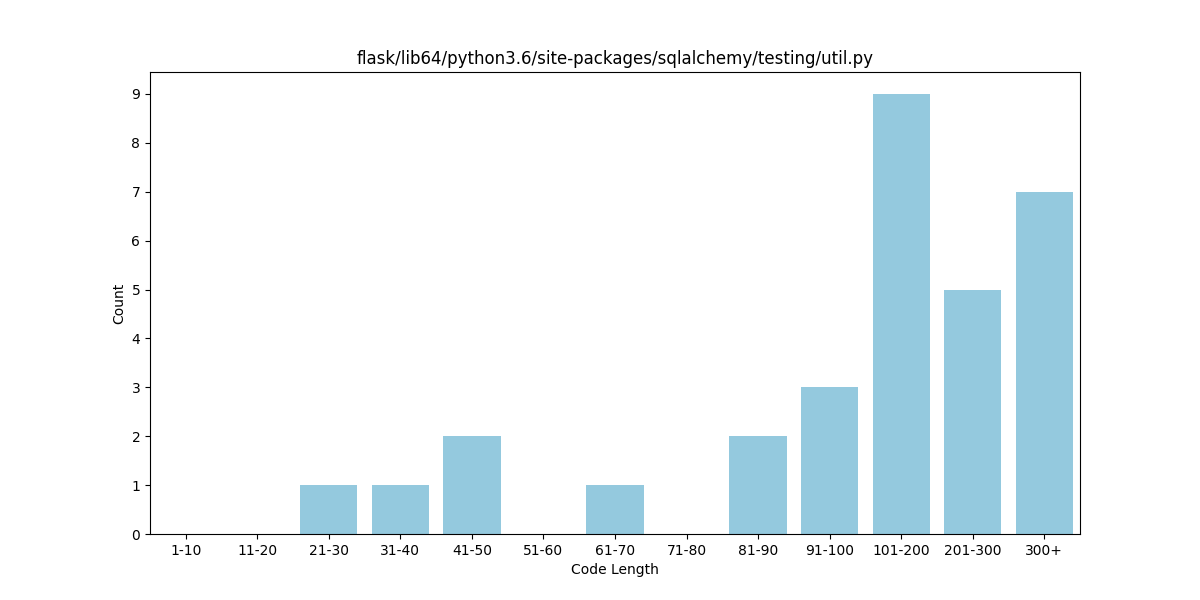 flask/lib64/python3.6/site-packages/sqlalchemy/testing/util.py
Count
9
8
7
6
5
4
3
2
1
0
1-10 11-20 21-30 31-40 41-50 51-60 61-70 71-80 81-90 91-100 101-200 201-300 300+
Code Length